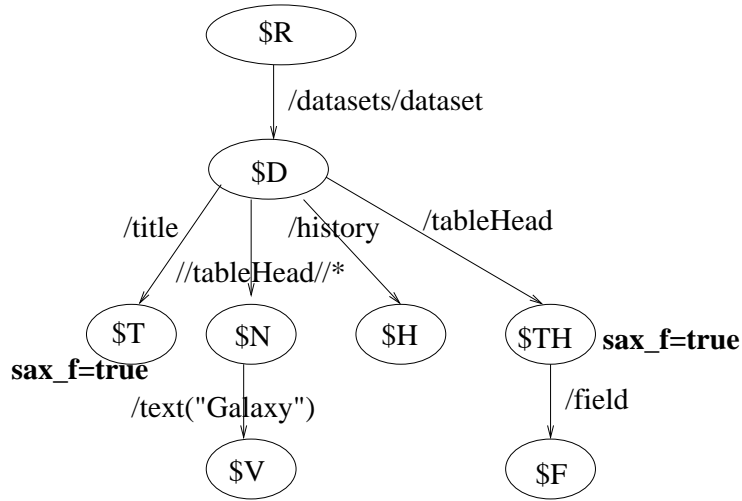 $R
/datasets/dataset
$D
/title
/history
/tableHead
//tableHead//*
$T
$N
$H
$TH
sax_f=true
sax_f=true
/text("Galaxy")
/field
$V
$F